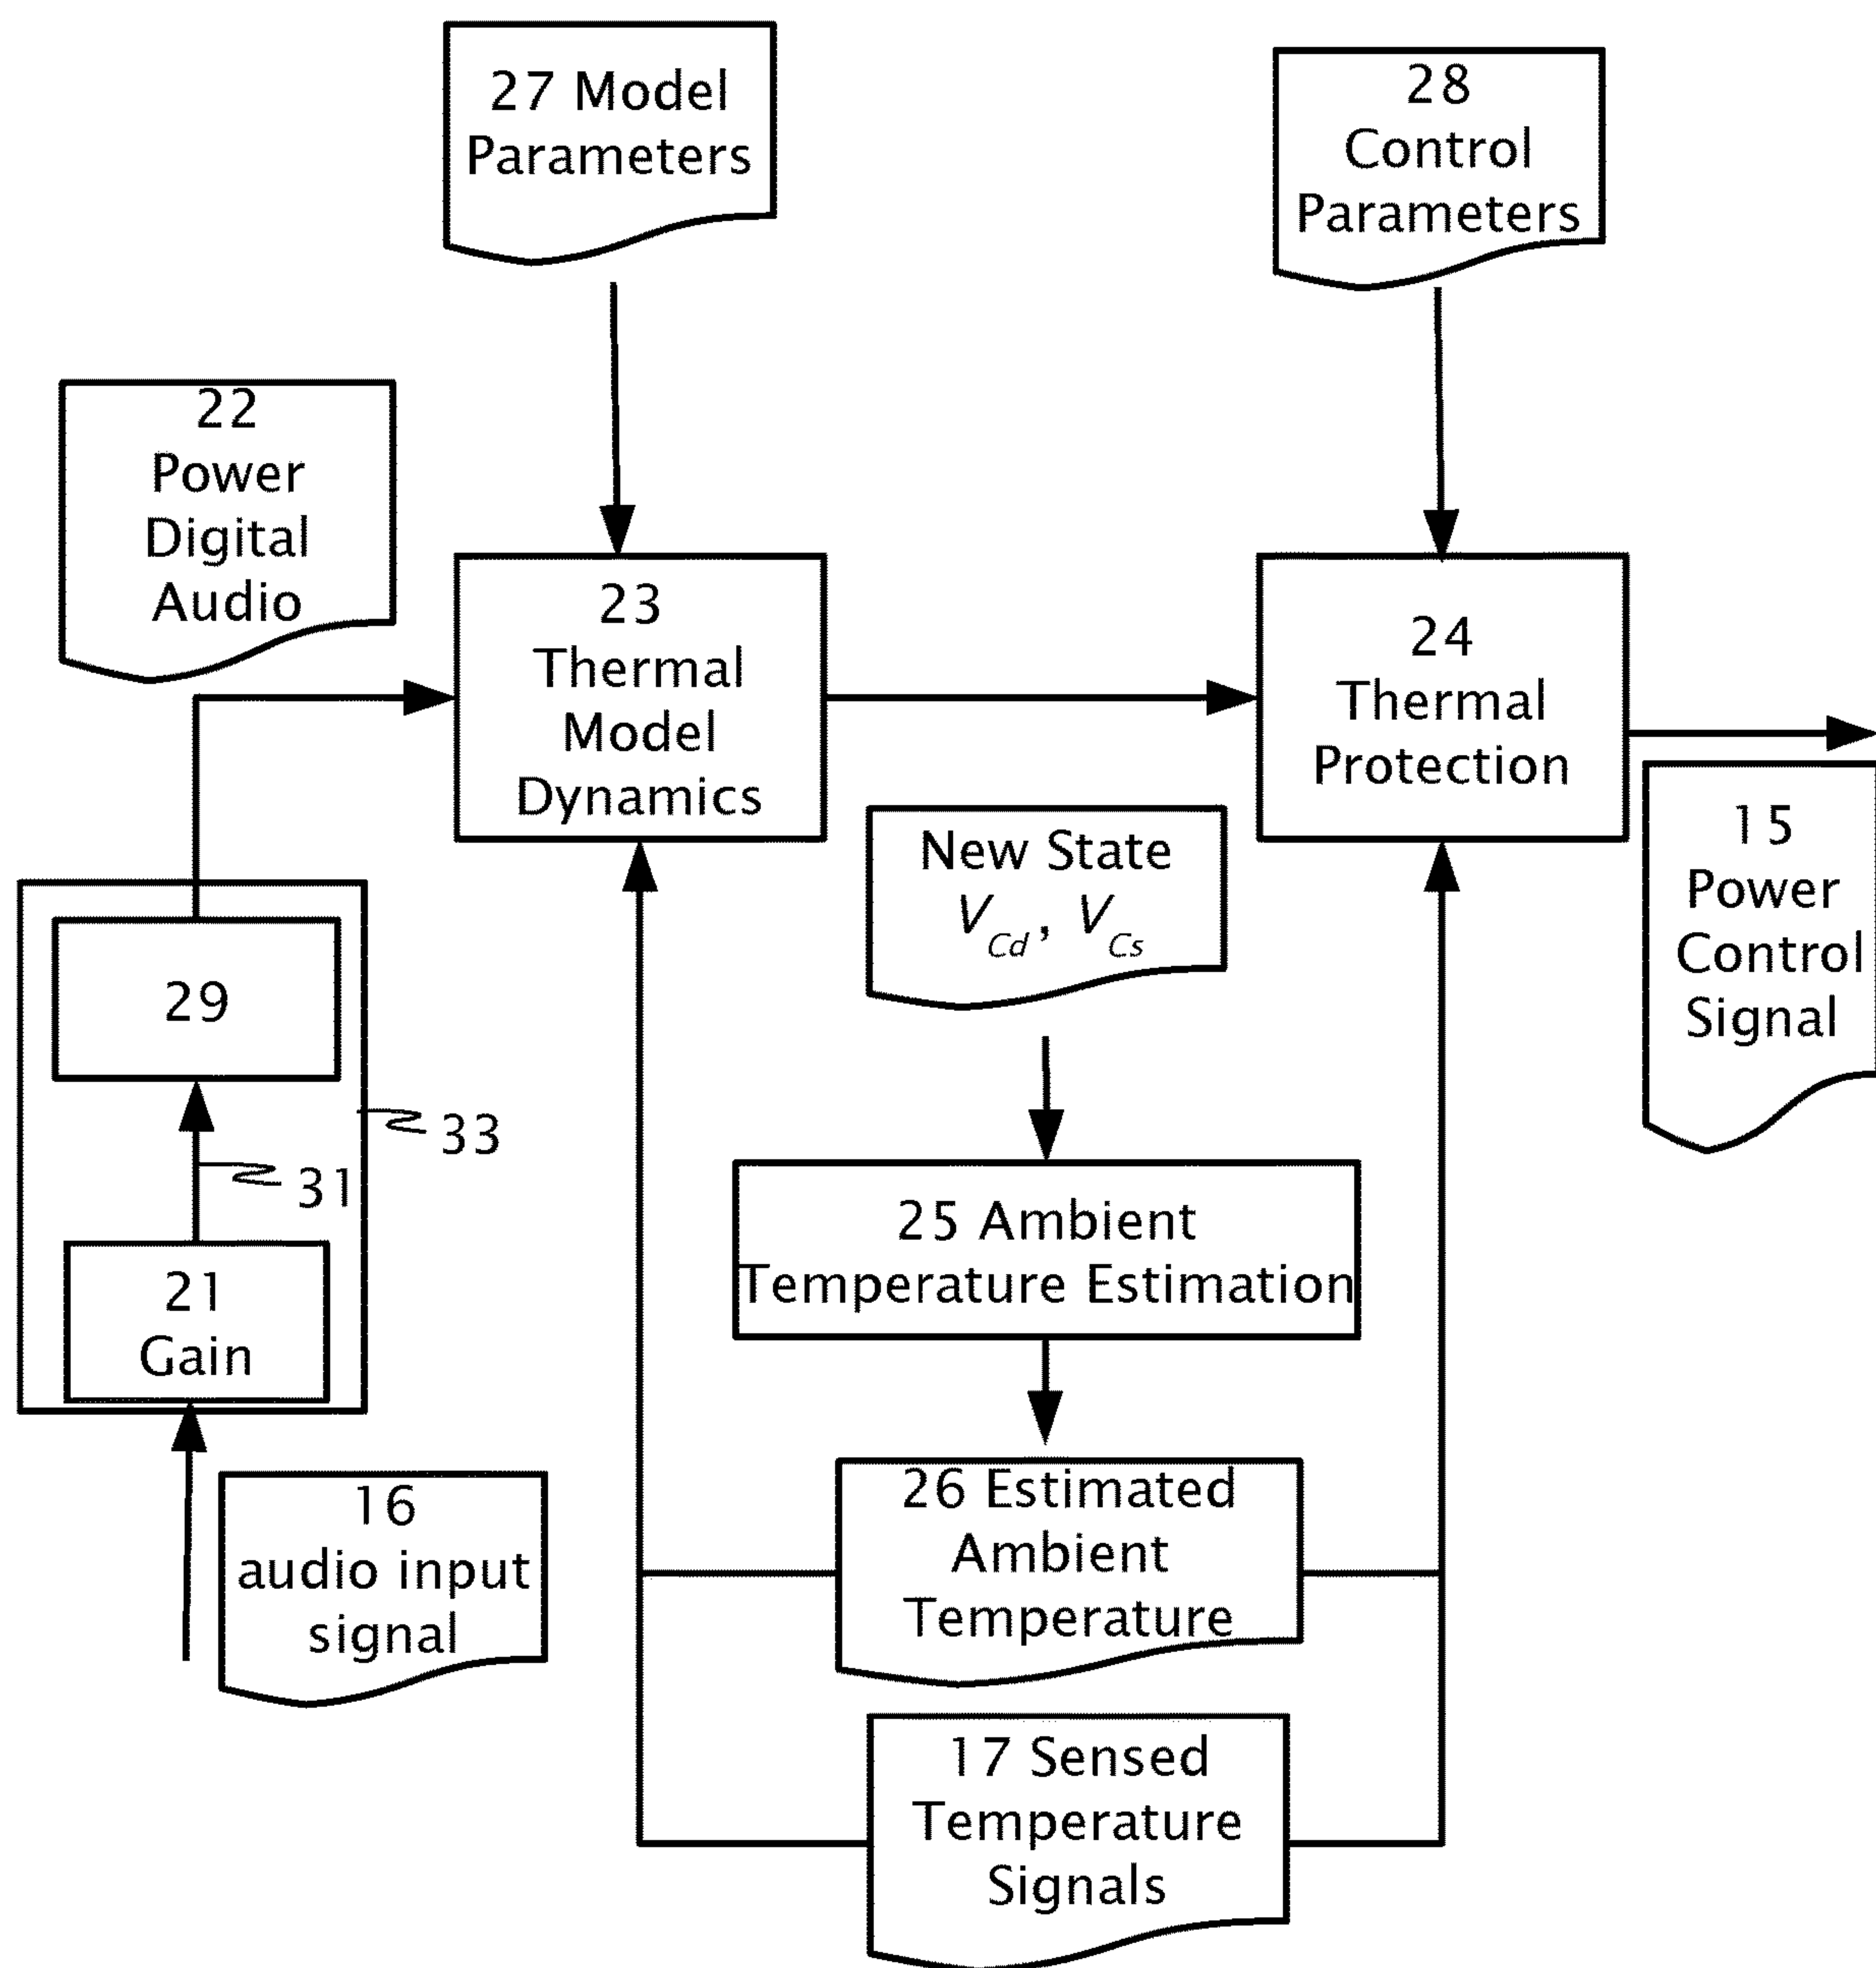 27 Model
Parameters
28
Control
Parameters
22
Power
Digital
Audio
23
Thermal
Model
Dynamics
24
Thermal
Protection
New State
V_Cd, V_Cs
15
Power
Control
Signal
29
33
31
21
Gain
25 Ambient
Temperature Estimation
16
audio input
signal
26 Estimated
Ambient
Temperature
17 Sensed
Temperature
Signals